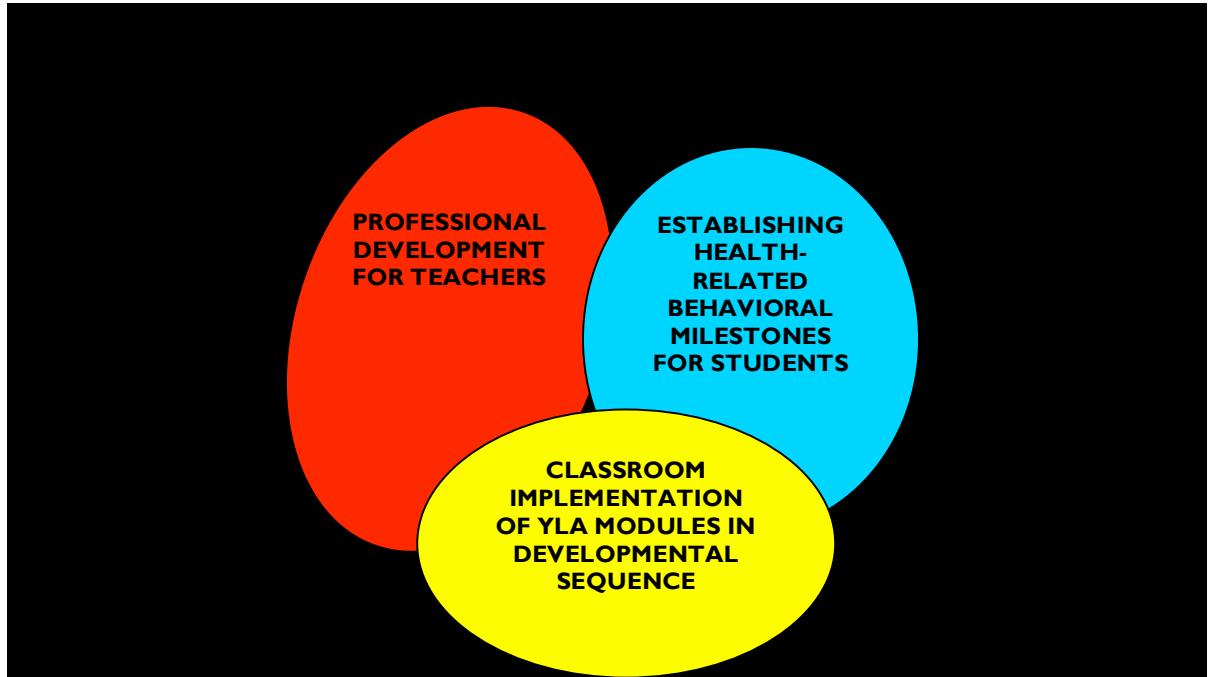 PROFESSIONAL
DEVELOPMENT
FOR TEACHERS
ESTABLISHING
HEALTH-
RELATED
BEHAVIORAL
MILESTONES
FOR STUDENTS
CLASSROOM
IMPLEMENTATION
OF YLA MODULES IN
DEVELOPMENTAL
SEQUENCE